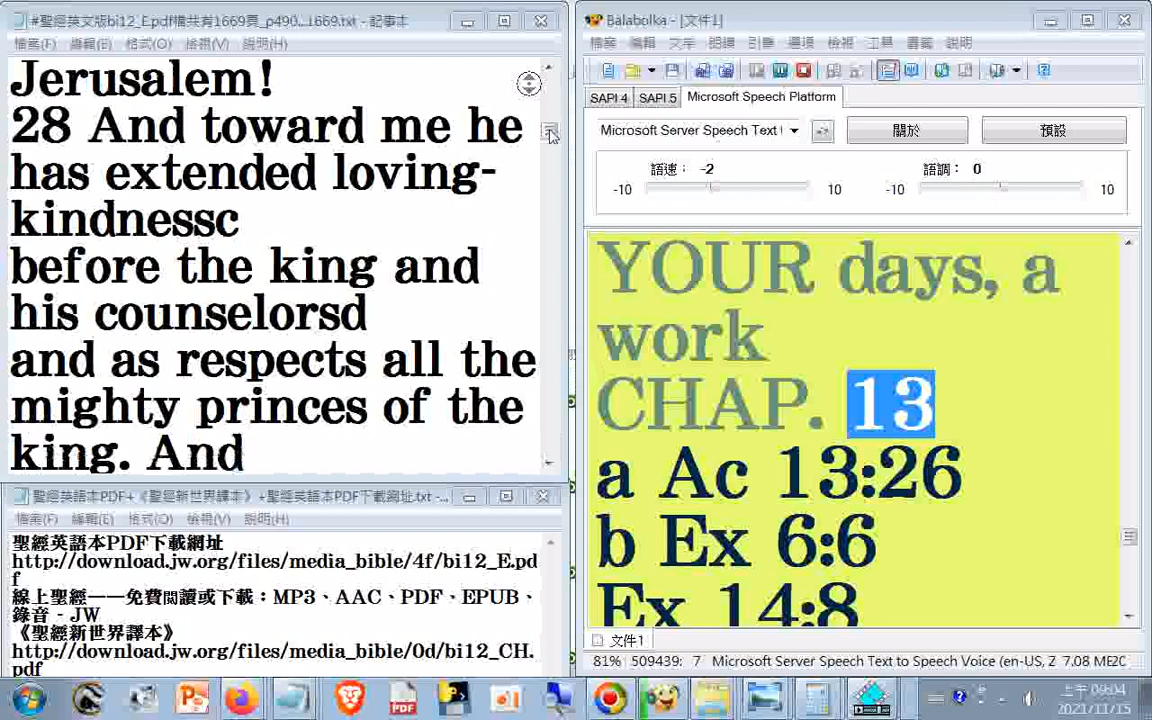 #聖經英文版bi12_E.pdf檔共有1669頁_p490...1669.txt - 記事本
檔案(F) 編輯(E) 格式(O) 檢視(V) 說明(H)
Jerusalem!
28 And toward me he
has extended loving-
kindnessc
before the king and
his counselorsd
and as respects all the
mighty princes of the
king. And
聖經英語本PDF+《聖經新世界譯本》+聖經英語本PDF下載網址.txt -...
檔案(F) 編輯(E) 格式(O) 檢視(V) 說明(H)
聖經英語本PDF下載網址
http://download.jw.org/files/media_bible/4f/bi12_E.pd
f
線上聖經——免費閱讀或下載：MP3、AAC、PDF、EPUB、
錄音 - JW
《聖經新世界譯本》
http://download.jw.org/files/media_bible/0d/bi12_CH.
pdf
Balabolka - [文件1]
檔案 編輯 文字 朗讀 引擎 選項 檢視 工具 書籤 說明
SAPI 4 SAPI 5 Microsoft Speech Platform
Microsoft Server Speech Text 關於 預設
語速： -2 語調： 0
-10 10 -10 10
YOUR days, a
work
CHAP. 13
a Ac 13:26
b Ex 6:6
Ex 14:8
文件1
81% 509439: 7 Microsoft Server Speech Text to Speech Voice (en-US, Z 7.08 ME
PDF
上午 09:04
2021/11/15